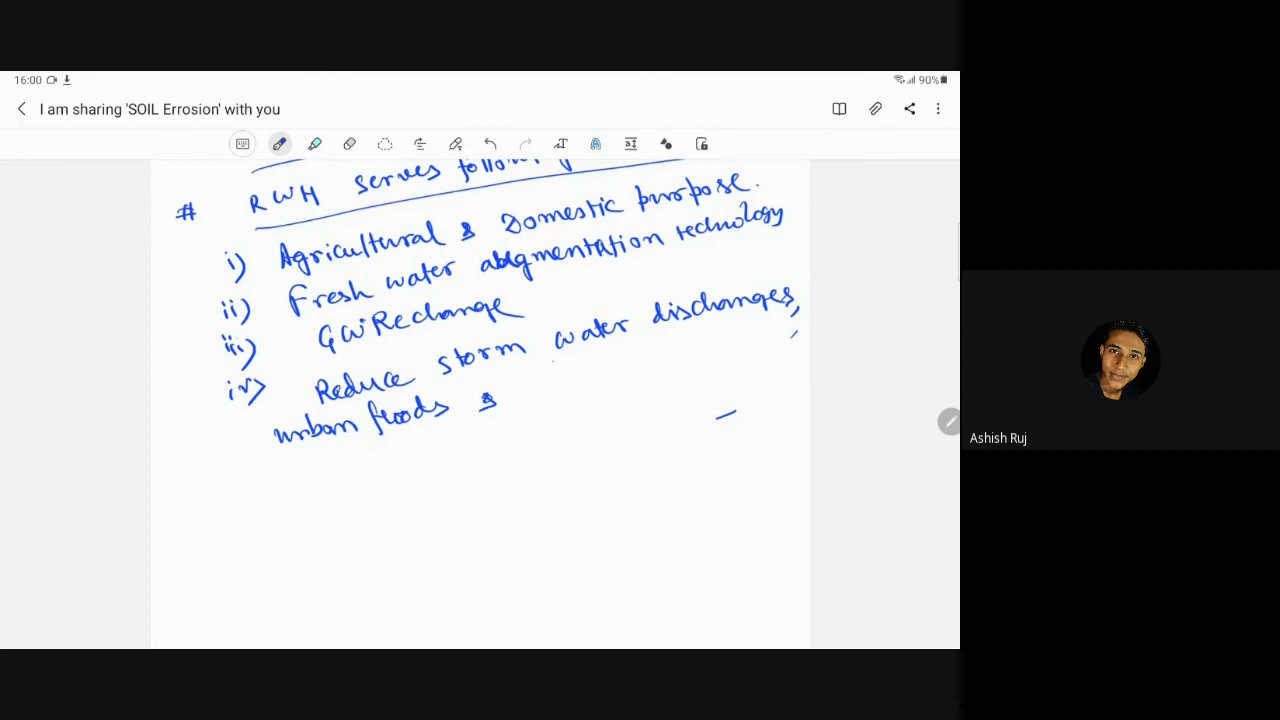 16:00
90%
I am sharing 'SOIL Errosion' with you
# RWH serves
i) Agricultural & Domestic purpose.
ii) Fresh water augmentation technology
iii) GW Recharge
iv) Reduce storm water discharges,
urban floods &
Ashish Ruj